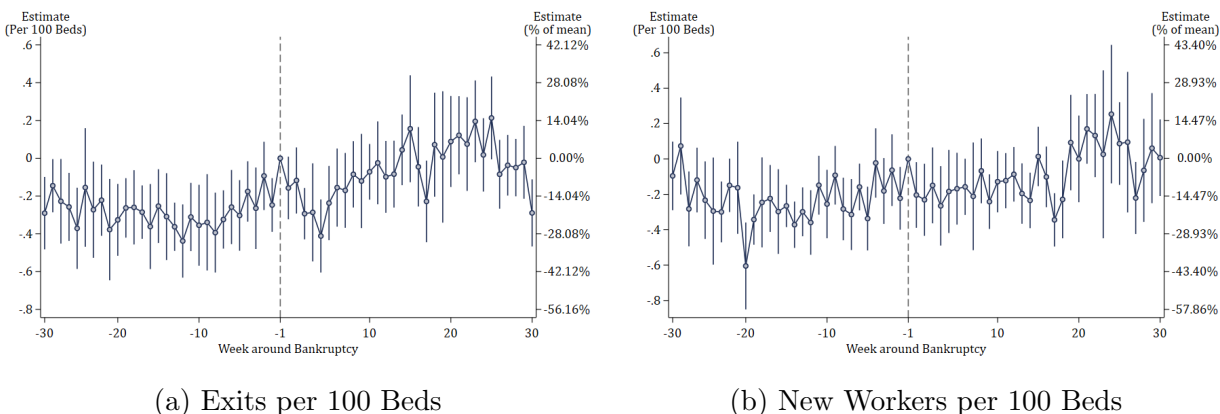 Estimate
(Per 100 Beds)
Estimate
(% of mean)
.6
.4
.2
0
-.2
-.4
-.6
-.8
42.12%
28.08%
14.04%
0.00%
-14.04%
-28.08%
-42.12%
-56.16%
-30 -20 -10 -1 10 20 30
Week around Bankruptcy
(a) Exits per 100 Beds
Estimate
(Per 100 Beds)
Estimate
(% of mean)
.6
.4
.2
0
-.2
-.4
-.6
-.8
43.40%
28.93%
14.47%
0.00%
-14.47%
-28.93%
-43.40%
-57.86%
-30 -10 -1 10 20 30
Week around Bankruptcy
(b) New Workers per 100 Beds